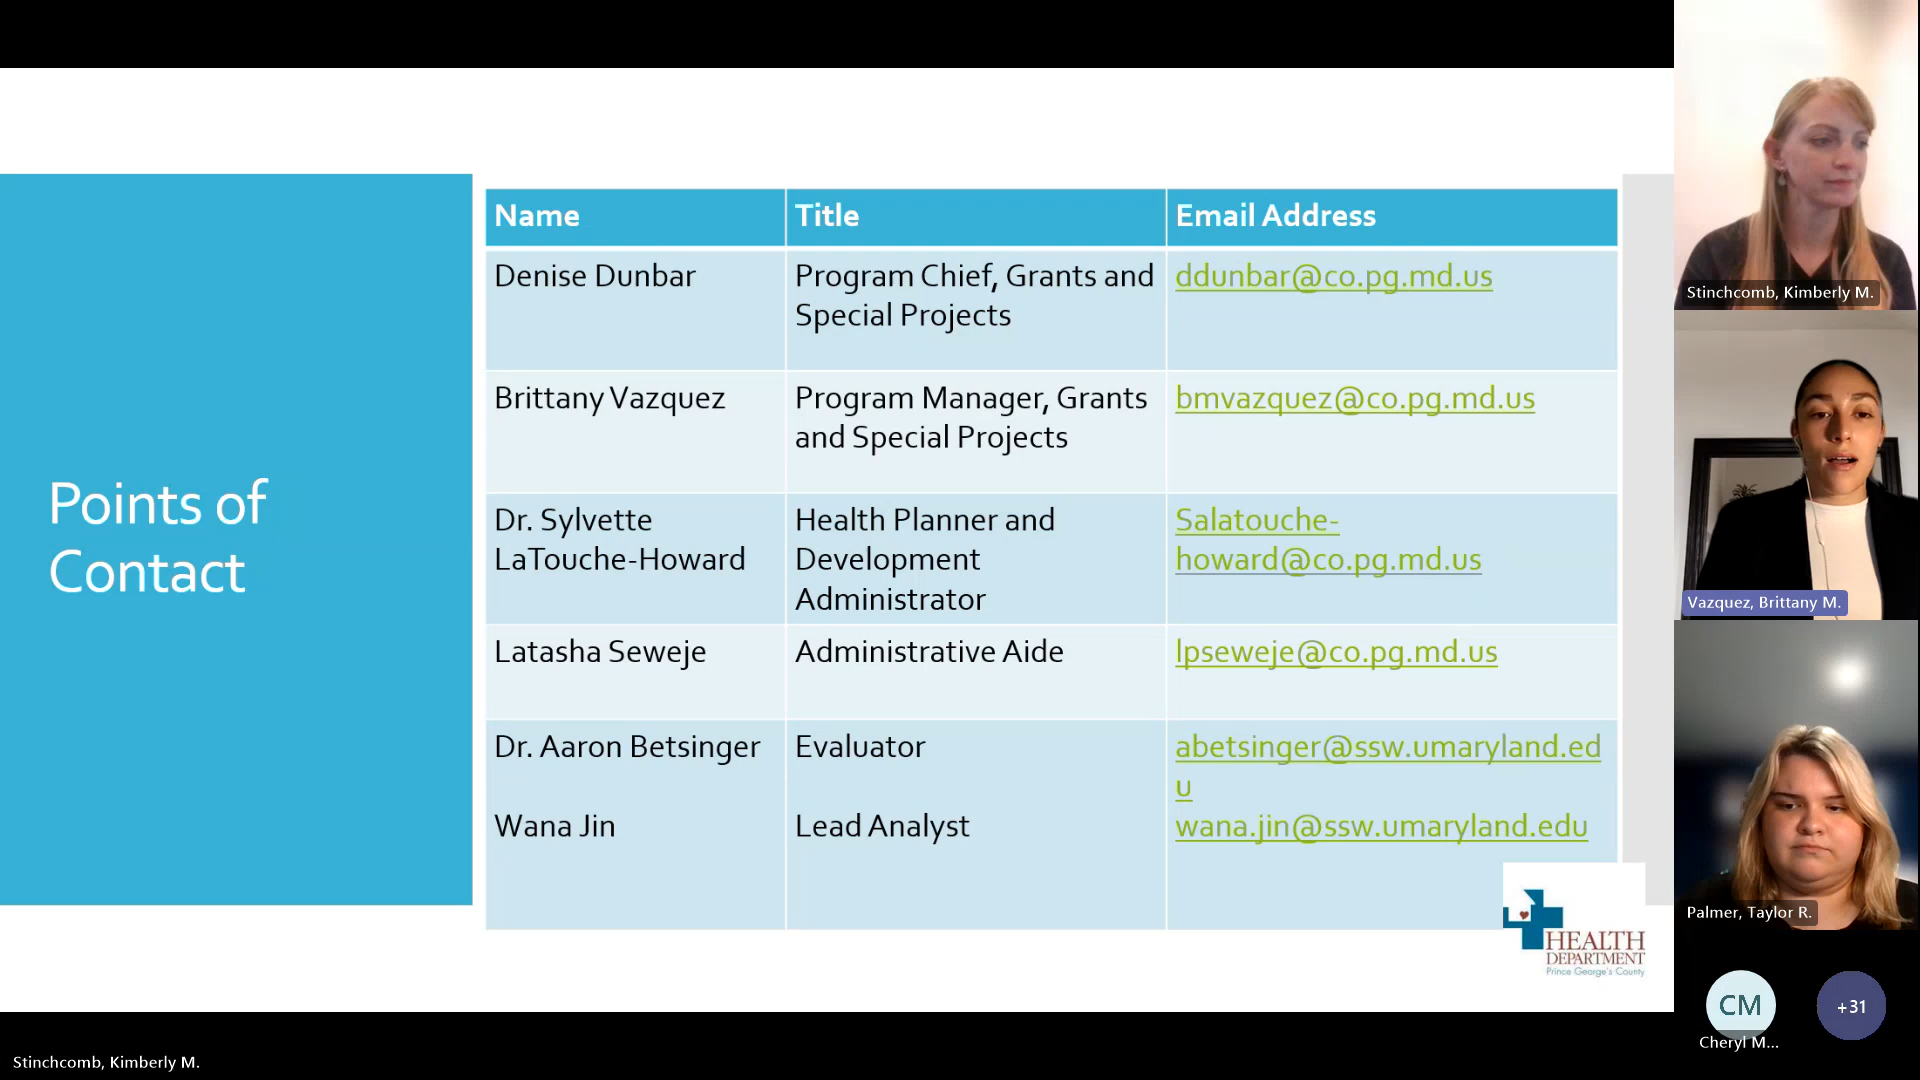 Points of
Contact
Name Title Email Address
Denise Dunbar Program Chief, Grants and ddunbar@co.pg.md.us
Special Projects
Brittany Vazquez Program Manager, Grants bmvazquez@co.pg.md.us
and Special Projects
Dr. Sylvette Health Planner and Salatouche-
LaTouche-Howard Development howard@co.pg.md.us
Administrator
Latasha Seweje Administrative Aide lpseweje@co.pg.md.us
Dr. Aaron Betsinger Evaluator abetsinger@ssw.umaryland.ed
u
Wana Jin Lead Analyst wana.jin@ssw.umaryland.edu
HEALTH
DEPARTMENT
Prince George's County
Stinchcomb, Kimberly M.
Vazquez, Brittany M.
Palmer, Taylor R.
CM +31
Cheryl M...
Stinchcomb, Kimberly M.